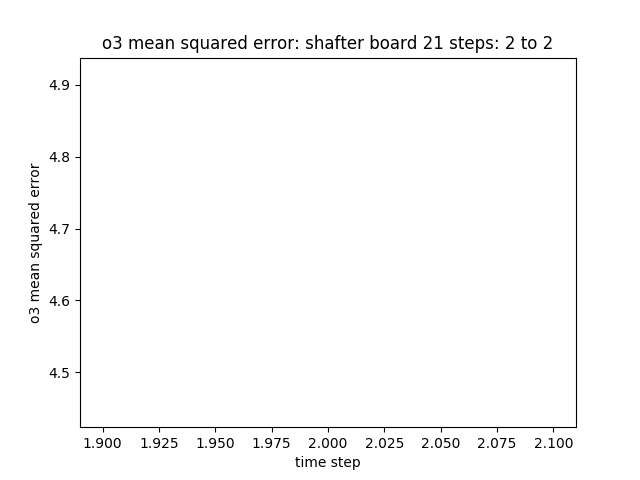 o3 mean squared error: shafter board 21 steps: 2 to 2
4.9
4.8
4.7
4.6
4.5
o3 mean squared error
1.900 1.925 1.950 1.975 2.000 2.025 2.050 2.075 2.100
time step